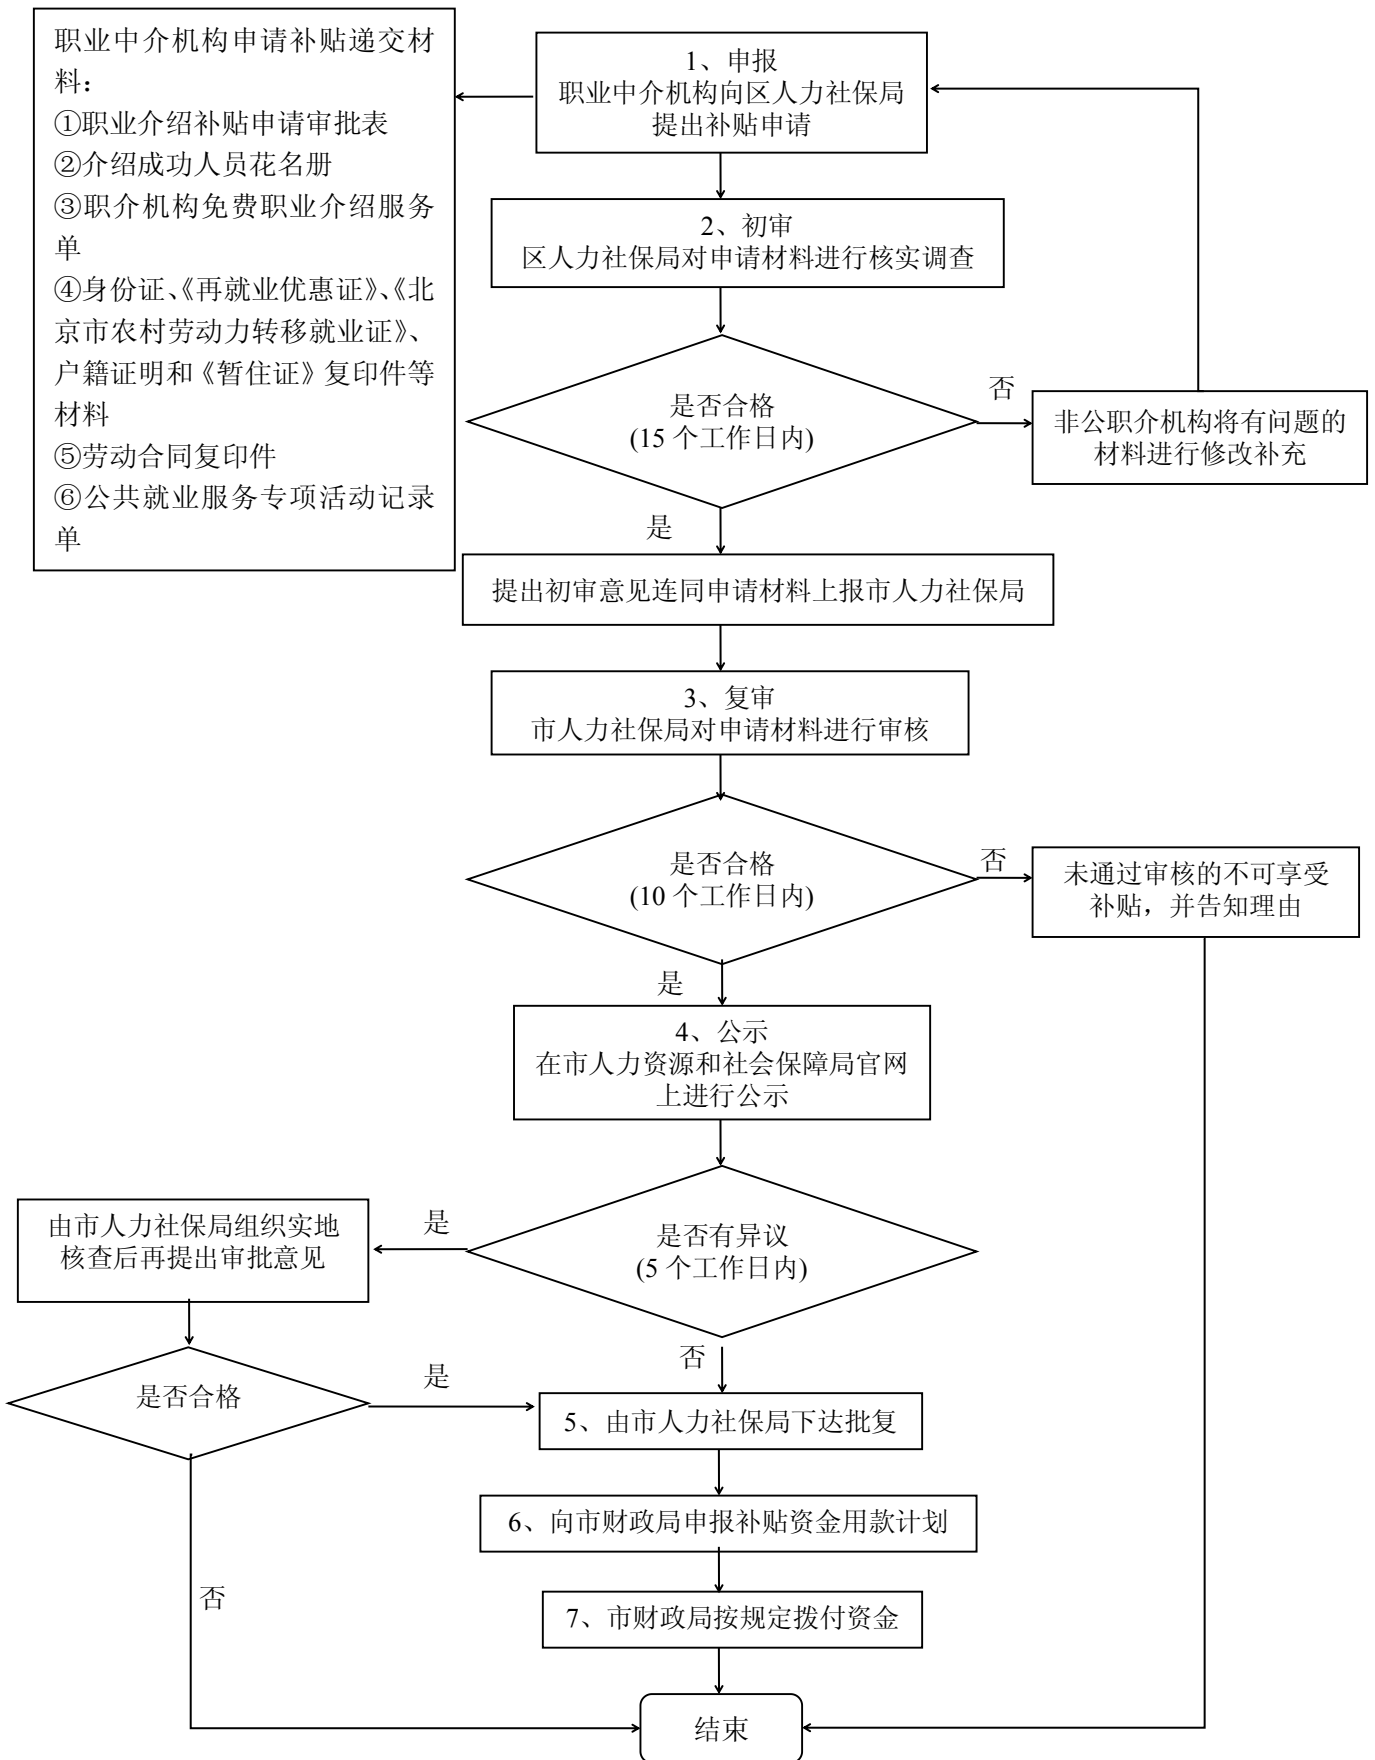 职业中介机构申请补贴递交材
料：
①职业介绍补贴申请审批表
②介绍成功人员花名册
③职介机构免费职业介绍服务
单
④身份证、《再就业优惠证》、《北
京市农村劳动力转移就业证》、
户籍证明和《暂住证》复印件等
材料
⑤劳动合同复印件
⑥公共就业服务专项活动记录
单
1、申报
职业中介机构向区人力社保局
提出补贴申请
2、初审
区人力社保局对申请材料进行核实调查
是否合格
(15 个工作日内)
否
非公职介机构将有问题的
材料进行修改补充
是
提出初审意见连同申请材料上报市人力社保局
3、复审
市人力社保局对申请材料进行审核
是否合格
(10 个工作日内)
否
未通过审核的不可享受
补贴，并告知理由
是
4、公示
在市人力资源和社会保障局官网
上进行公示
是否有异议
(5 个工作日内)
是
由市人力社保局组织实地
核查后再提出审批意见
否
是否合格
是
5、由市人力社保局下达批复
6、向市财政局申报补贴资金用款计划
否
7、市财政局按规定拨付资金
结束